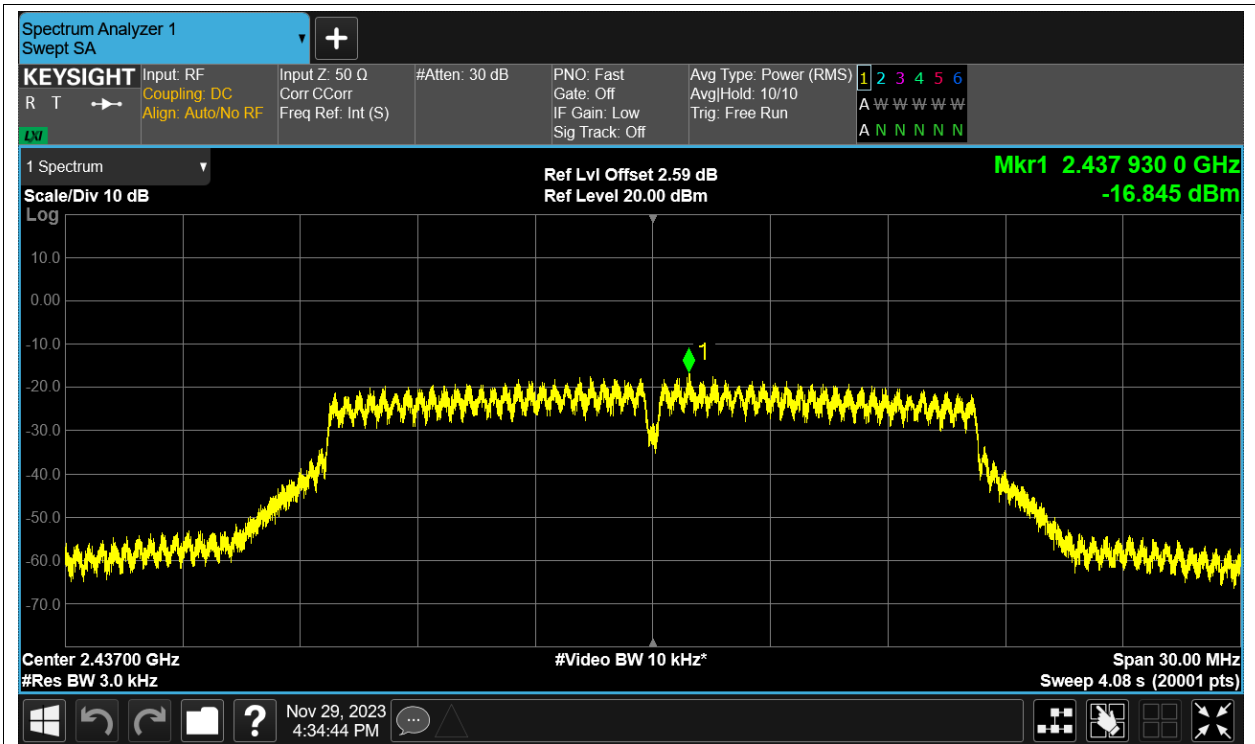 Spectrum Analyzer 1
Swept SA
KEYSIGHT
R T
LXI
Input: RF
Coupling: DC
Align: Auto/No RF
Input Z: 50 Ω
Corr CCorr
Freq Ref: Int (S)
#Atten: 30 dB
PNO: Fast
Gate: Off
IF Gain: Low
Sig Track: Off
Avg Type: Power (RMS)
Avg|Hold: 10/10
Trig: Free Run
1 2 3 4 5 6
A W W W W W
A N N N N N
1 Spectrum
Scale/Div 10 dB
Ref Lvl Offset 2.59 dB
Ref Level 20.00 dBm
Mkr1 2.437 930 0 GHz
-16.845 dBm
Log
10.0
0.00
-10.0
-20.0
-30.0
-40.0
-50.0
-60.0
-70.0
1
Center 2.43700 GHz
#Res BW 3.0 kHz
#Video BW 10 kHz*
Span 30.00 MHz
Sweep 4.08 s (20001 pts)
?
Nov 29, 2023
4:34:44 PM